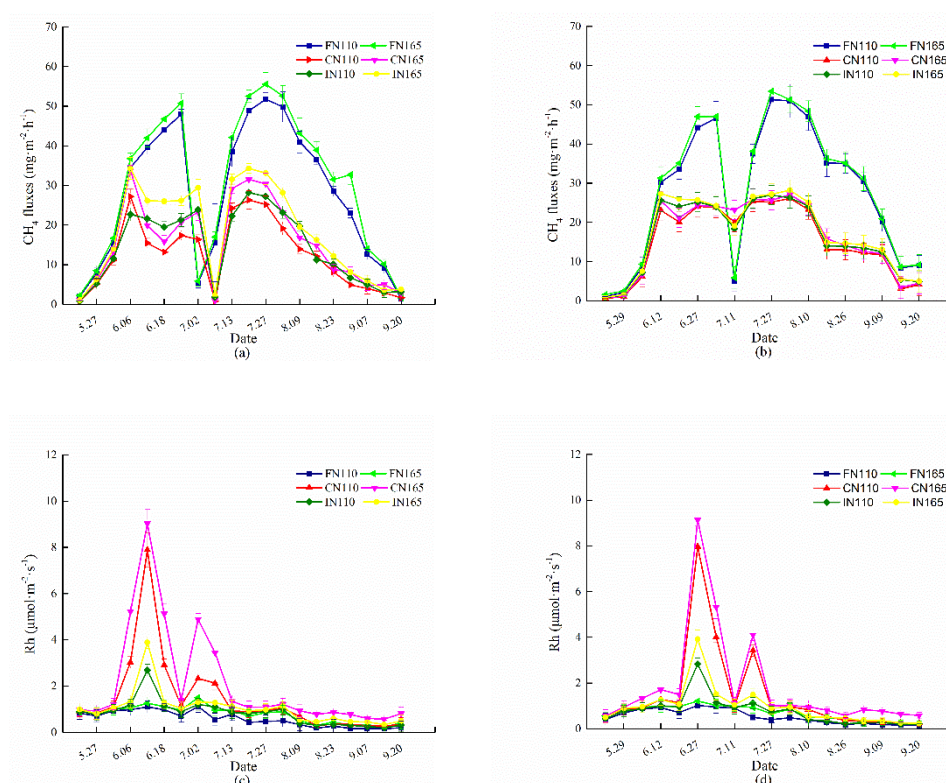 70
60
50
40
30
20
10
0
CH₄ fluxes (mg·m⁻²·h⁻¹)
FN110 FN165
CN110 CN165
IN110 IN165
5.27 6.06 6.18 7.02 7.13 7.27 8.09 8.23 9.07 9.20
Date
(a)
70
60
50
40
30
20
10
0
CH₄ fluxes (mg·m⁻²·h⁻¹)
FN110 FN165
CN110 CN165
IN110 IN165
5.29 6.12 6.27 7.11 7.27 8.10 8.26 9.09 9.20
Date
(b)
12
10
8
6
4
2
0
Rh (μmol·m⁻²·s⁻¹)
FN110 FN165
CN110 CN165
IN110 IN165
5.27 6.06 6.18 7.02 7.13 7.27 8.09 8.23 9.07 9.20
Date
(c)
12
10
8
6
4
2
0
Rh (μmol·m⁻²·s⁻¹)
FN110 FN165
CN110 CN165
IN110 IN165
5.29 6.12 6.27 7.11 7.27 8.10 8.26 9.09 9.20
Date
(d)